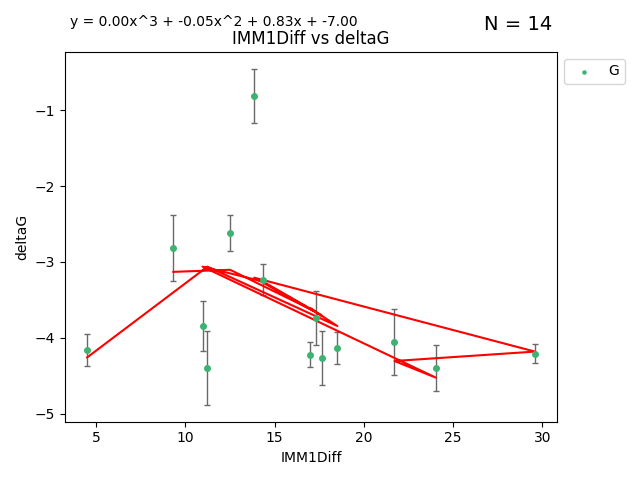 y = 0.00x^3 + -0.05x^2 + 0.83x + -7.00
N = 14
IMM1Diff vs deltaG
G
−1
−2
−3
−4
−5
deltaG
5
10
15
20
25
30
IMM1Diff